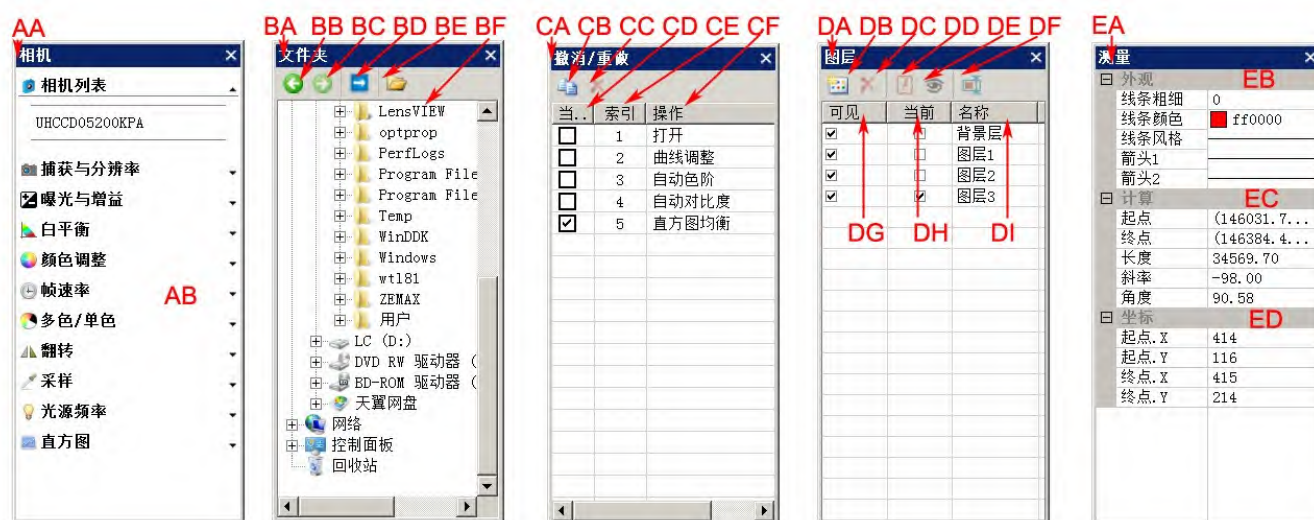 AA
相机
相机列表
UHCCD05200KPA
捕获与分辨率
曝光与增益
白平衡
颜色调整
帧速率
AB
多色/单色
翻转
采样
光源频率
直方图
BA BB BC BD BE BF
文件夹
LensVIEW
optprop
PerfLogs
Program File
Program File
Temp
WinDDK
Windows
wtl81
ZEMAX
用户
LC (D:)
DVD RW 驱动器 (
BD-ROM 驱动器 (
天翼网盘
网络
控制面板
回收站
CA CB CC CD CE CF
撤消/重做
当.. 索引 操作
1 打开
2 曲线调整
3 自动色阶
4 自动对比度
5 直方图均衡
DA DB DC DD DE DF
图层
可见 当前 名称
背景层
图层1
图层2
图层3
DG DH DI
EA
测量
外观 EB
线条粗细 0
线条颜色 ff0000
线条风格
箭头1
箭头2
计算 EC
起点 (146031.7...
终点 (146384.4...
长度 34569.70
斜率 -98.00
角度 90.58
坐标 ED
起点.X 414
起点.Y 116
终点.X 415
终点.Y 214